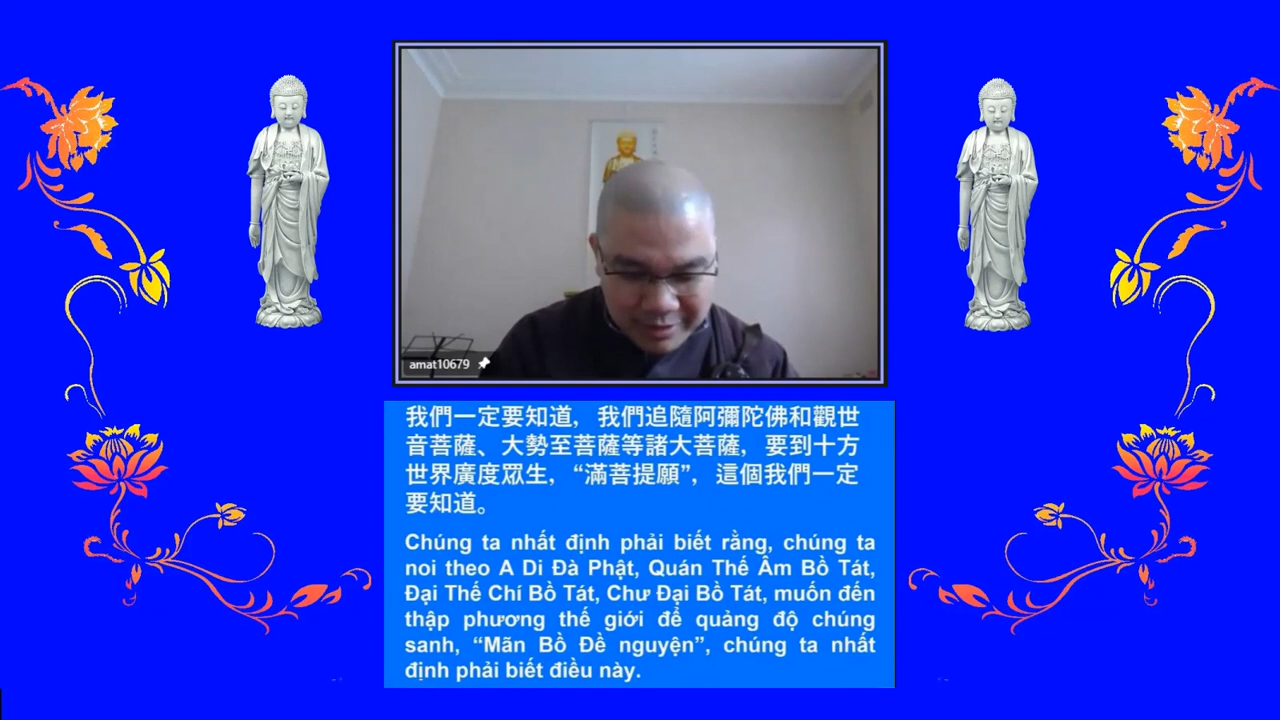 amat10679
我們一定要知道，我們追隨阿彌陀佛和觀世
音菩薩、大勢至菩薩等諸大菩薩，要到十方
世界廣度眾生，“滿菩提願”，這個我們一定
要知道。
Chúng ta nhất định phải biết rằng, chúng ta
noi theo A Di Đà Phật, Quán Thế Âm Bồ Tát,
Đại Thế Chí Bồ Tát, Chư Đại Bồ Tát, muốn đến
thập phương thế giới để quảng độ chúng
sanh, “Mãn Bồ Đề nguyện”, chúng ta nhất
định phải biết điều này.